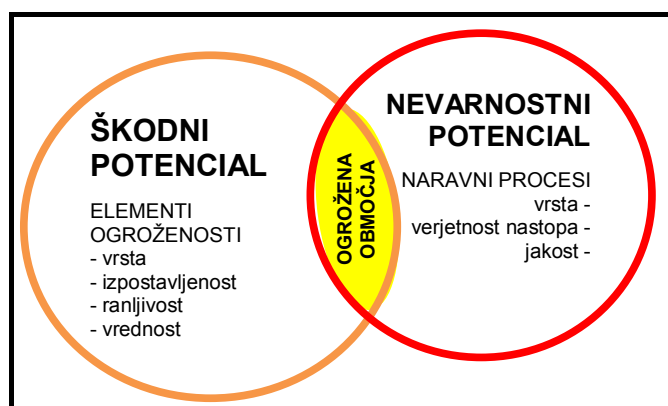 ŠKODNI
POTENCIAL
ELEMENTI
OGROŽENOSTI
- vrsta
- izpostavljenost
- ranljivost
- vrednost
OGROŽENA
OBMOČJA
NEVARNOSTNI
POTENCIAL
NARAVNI PROCESI
vrsta -
verjetnost nastopa -
jakost -